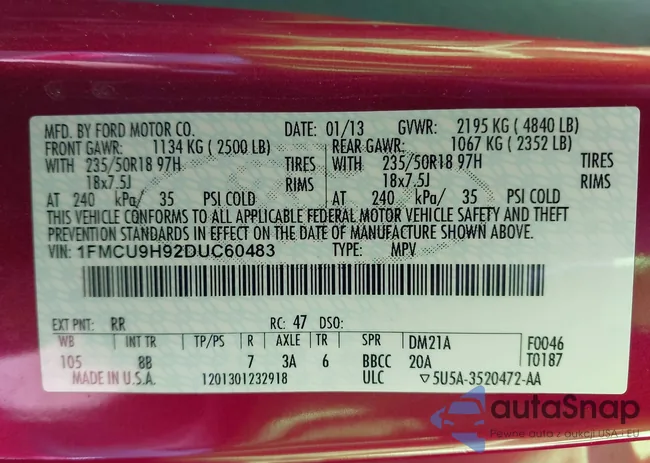 MFD. BY FORD MOTOR CO. DATE: 01/13 GVWR: 2195 KG ( 4840 LB)
FRONT GAWR: 1134 KG ( 2500 LB) REAR GAWR: 1067 KG ( 2352 LB)
WITH 235/50R18 97H TIRES WITH 235/50R18 97H TIRES
18x7.5J RIMS 18x7.5J RIMS
AT 240 kPa/ 35 PSI COLD AT 240 kPa/ 35 PSI COLD
THIS VEHICLE CONFORMS TO ALL APPLICABLE FEDERAL MOTOR VEHICLE SAFETY AND THEFT
PREVENTION STANDARDS IN EFFECT ON THE DATE OF MANUFACTURE SHOWN ABOVE.
VIN: 1FMCU9H92DUC60483 TYPE: MPV
EXT PNT: RR RC: 47 DSO:
WB INT TR TP/PS R AXLE TR SPR DM21A F0046
105 8B 7 3A 6 BBCC 20A T0187
MADE IN U.S.A. 1201301232918 ULC ▽5U5A-3520472-AA
autoSnap
Pewne auta z aukcji USA i EU